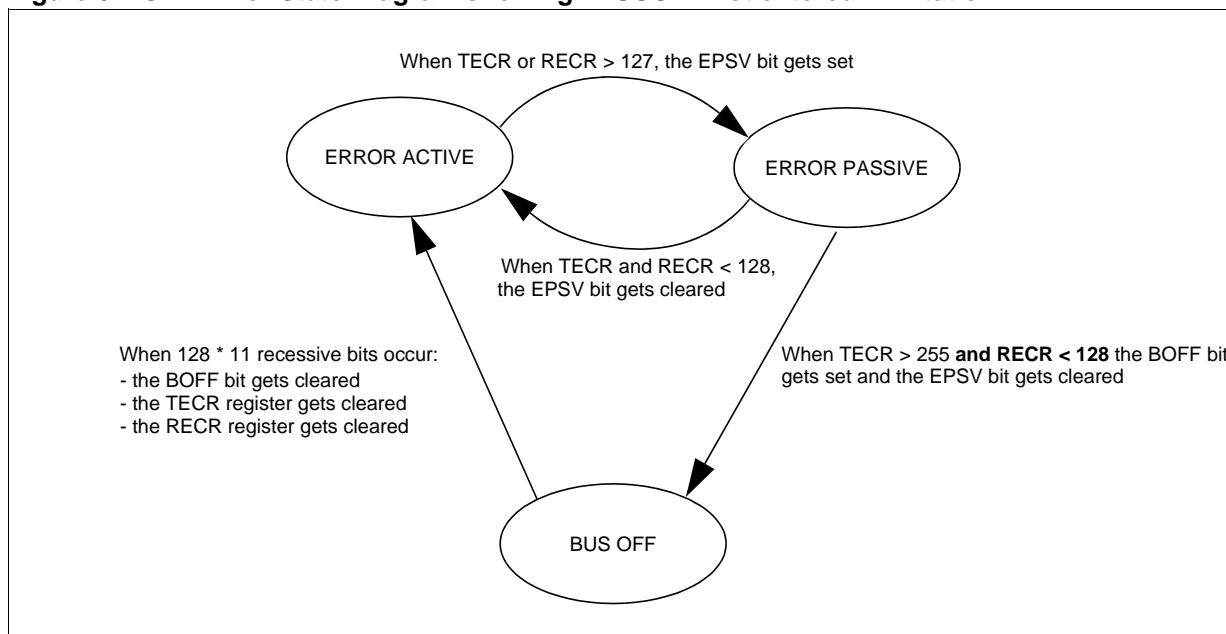 Figure State Diagram
When TECR or RECR > 127, the EPSV bit gets set
ERROR ACTIVE
ERROR PASSIVE
When TECR and RECR < 128,
the EPSV bit gets cleared
When 128 * 11 recessive bits occur:
- the BOFF bit gets cleared
- the TECR register gets cleared
- the RECR register gets cleared
When TECR > 255 and RECR < 128 the BOFF bit
gets set and the EPSV bit gets cleared
BUS OFF